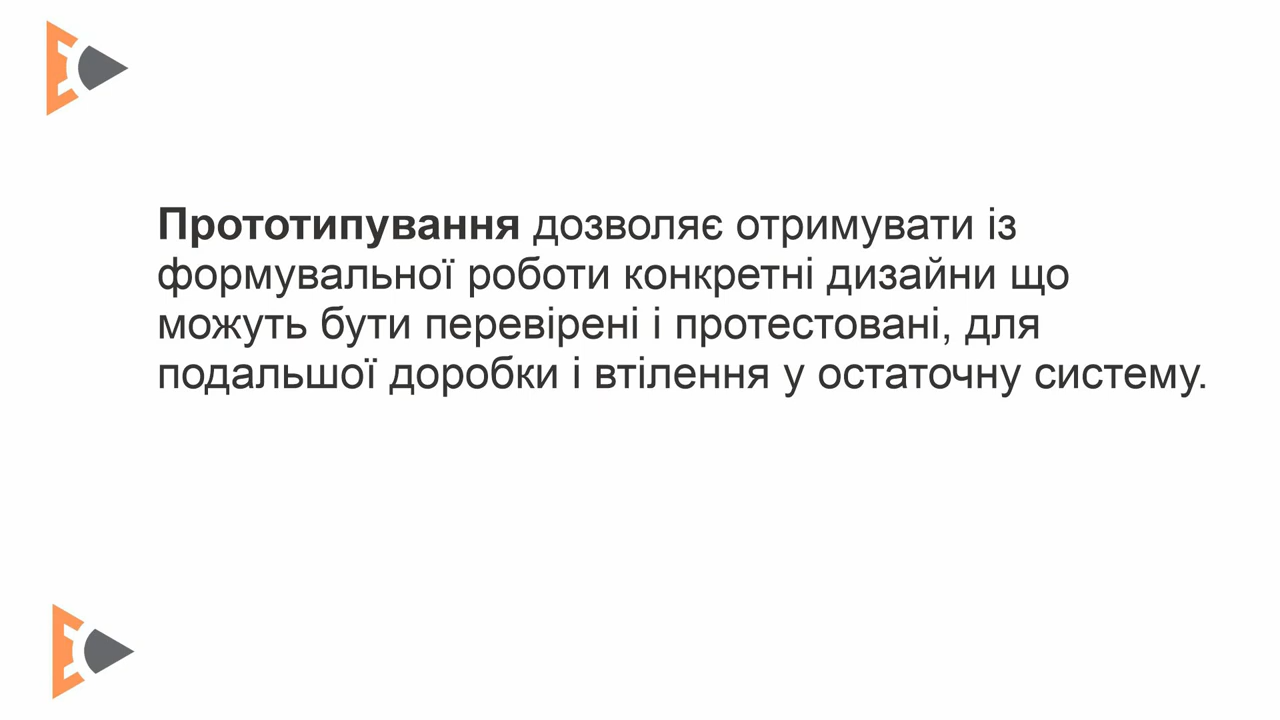 Прототипування дозволяє отримувати із
формувальної роботи конкретні дизайни що
можуть бути перевірені і протестовані, для
подальшої доробки і втілення у остаточну систему.